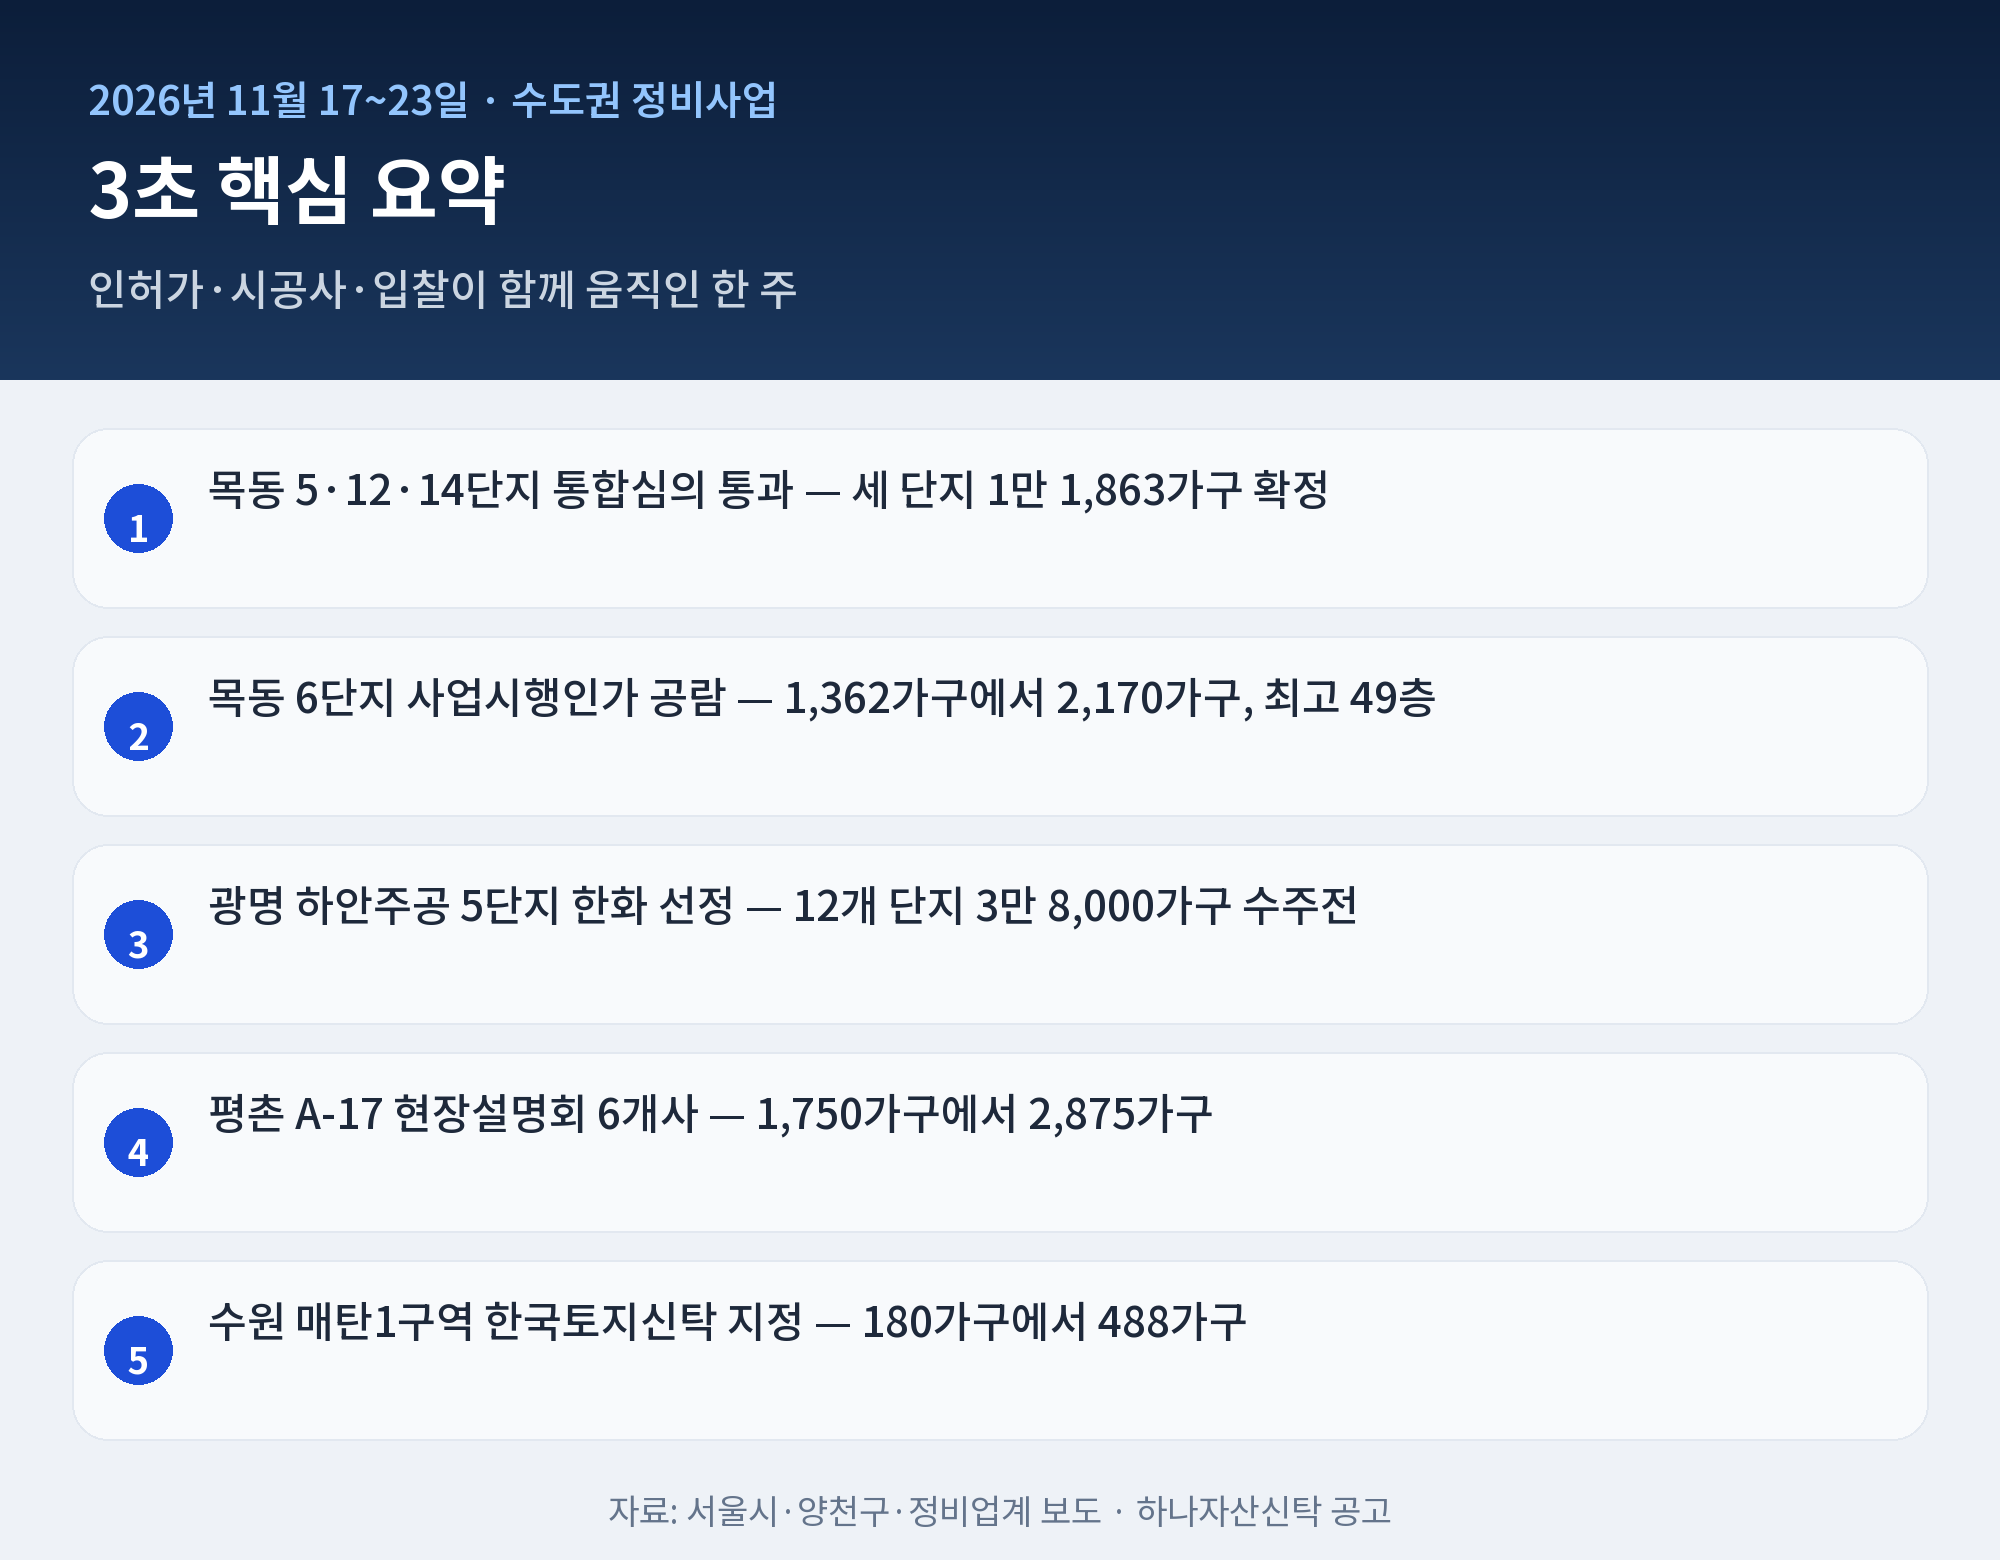 2026년 11월 17~23일 · 수도권 정비사업
3초 핵심 요약
인허가·시공사·입찰이 함께 움직인 한 주
1
목동 5·12·14단지 통합심의 통과 — 세 단지 1만 1,863가구 확정
2
목동 6단지 사업시행인가 공람 — 1,362가구에서 2,170가구, 최고 49층
3
광명 하안주공 5단지 한화 선정 — 12개 단지 3만 8,000가구 수주전
4
평촌 A-17 현장설명회 6개사 — 1,750가구에서 2,875가구
5
수원 매탄1구역 한국토지신탁 지정 — 180가구에서 488가구
자료: 서울시·양천구·정비업계 보도 · 하나자산신탁 공고